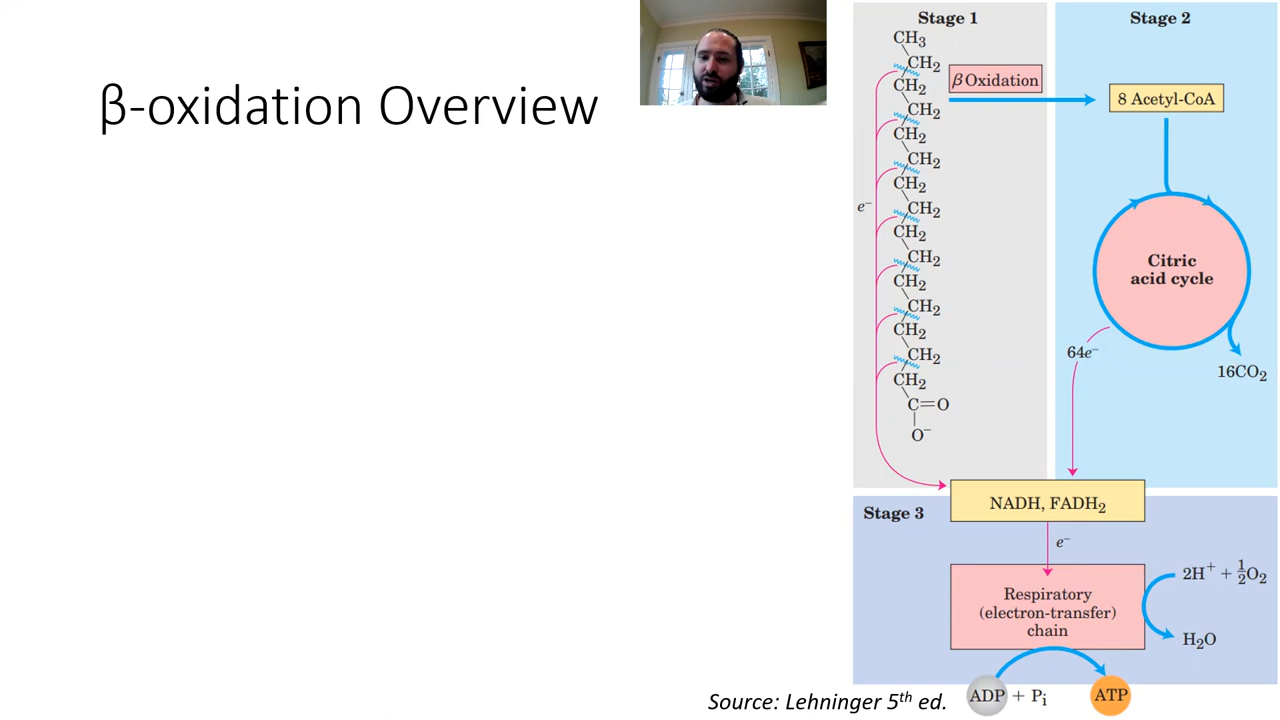 β-oxidation Overview
Stage 1
CH₃
CH₂
CH₂
CH₂
CH₂
CH₂
CH₂
CH₂
CH₂
CH₂
CH₂
CH₂
CH₂
CH₂
CH₂
C=O
O⁻
e⁻
β Oxidation
Stage 2
8 Acetyl-CoA
Citric
acid cycle
64e⁻
16CO₂
Stage 3
NADH, FADH₂
e⁻
Respiratory
(electron-transfer)
chain
2H⁺ + ½O₂
H₂O
ADP + Pᵢ
ATP
Source: Lehninger 5th ed.